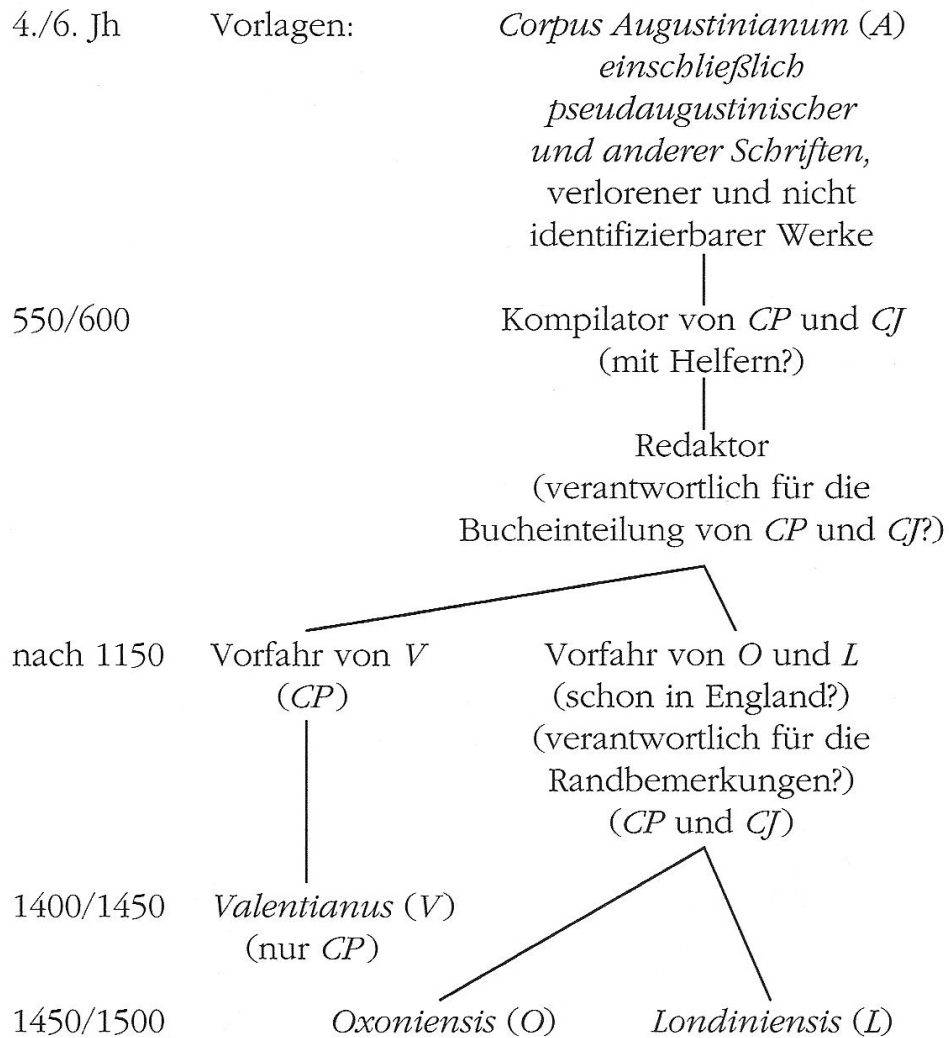 4./6. Jh Vorlagen: Corpus Augustinianum (A)
einschließlich
pseudaugustinischer
und anderer Schriften,
verlorener und nicht
identifizierbarer Werke
550/600 Kompilator von CP und CJ
(mit Helfern?)
Redaktor
(verantwortlich für die
Bucheinteilung von CP und CJ?)
nach 1150 Vorfahr von V Vorfahr von O und L
(CP) (schon in England?)
(verantwortlich für die
Randbemerkungen?)
(CP und CJ)
1400/1450 Valentianus (V)
(nur CP)
1450/1500 Oxoniensis (O) Londiniensis (L)